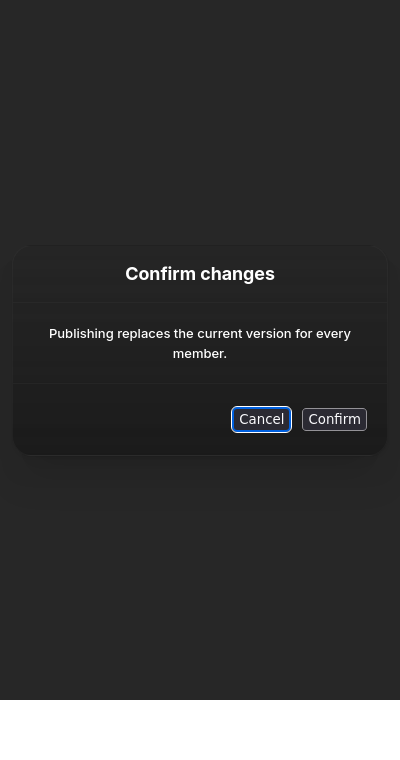 Confirm changes
Publishing replaces the current version for every
member.
Cancel Confirm